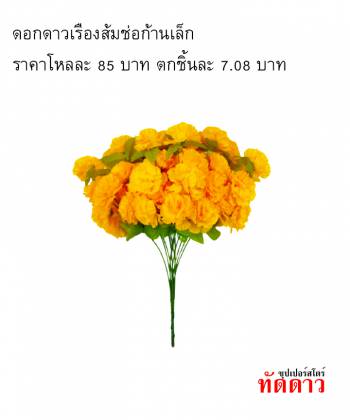 ดอกดาวเรืองส้มช่อก้านเล็ก
ราคาโหลละ 85 บาท ตกชิ้นละ 7.08 บาท
ซุปเปอร์สโตร์
ทัดดาว